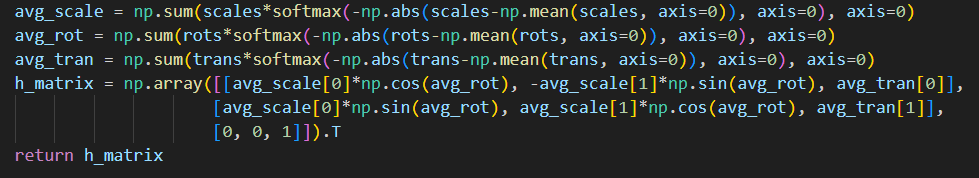 avg_scale = np.sum(scales*softmax(-np.abs(scales-np.mean(scales, axis=0)), axis=0), axis=0)
avg_rot = np.sum(rots*softmax(-np.abs(rots-np.mean(rots, axis=0)), axis=0), axis=0)
avg_tran = np.sum(trans*softmax(-np.abs(trans-np.mean(trans, axis=0)), axis=0), axis=0)
h_matrix = np.array([[avg_scale[0]*np.cos(avg_rot), -avg_scale[1]*np.sin(avg_rot), avg_tran[0]],
[avg_scale[0]*np.sin(avg_rot), avg_scale[1]*np.cos(avg_rot), avg_tran[1]],
[0, 0, 1]]).T
return h_matrix